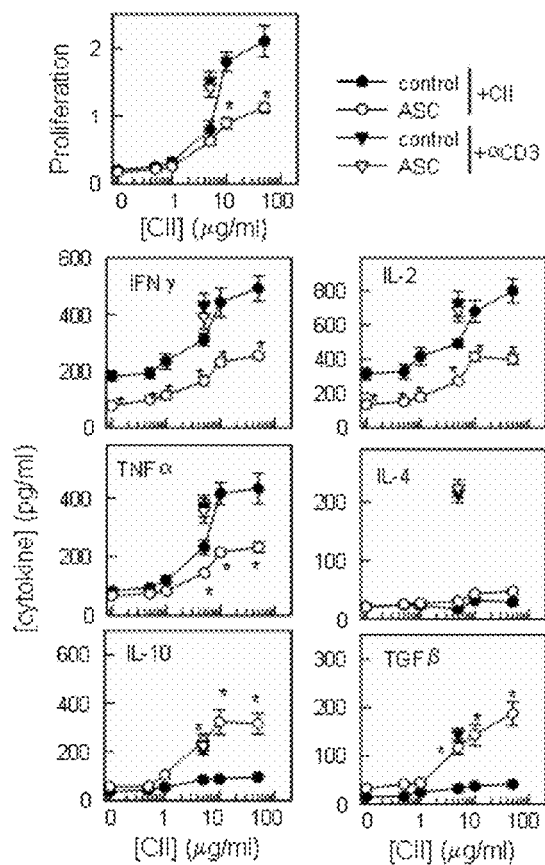 Proliferation
2
1
0
0 1 10 100
[CII] (µg/ml)
control
ASC
+CII
control
ASC
+αCD3
600
400
200
0
IFN γ
800
600
400
200
0
IL-2
[cytokine] (pg/ml)
400
200
0
TNF α
200
100
0
IL-4
600
400
200
0
IL-10
0 1 10 100
[CII] (µg/ml)
300
200
100
0
TGF β
0 1 10 100
[CII] (µg/ml)